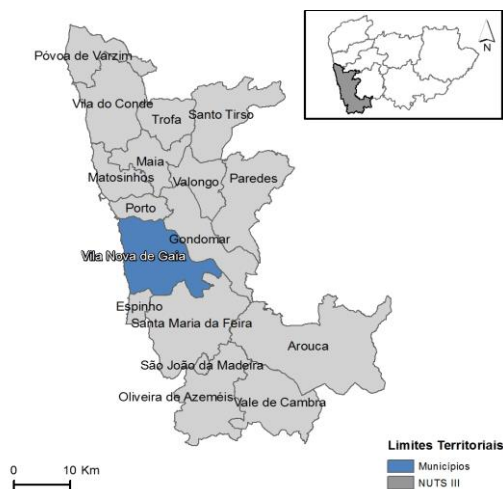 N
Póvoa de Varzim
Vila do Conde
Trofa
Santo Tirso
Maia
Matosinhos
Valongo
Paredes
Porto
Gondomar
Vila Nova de Gaia
Espinho
Santa Maria da Feira
Arouca
São João da Madeira
Oliveira de Azeméis
Vale de Cambra
Limites Territoriais
Municípios
NUTS III
0 10 Km